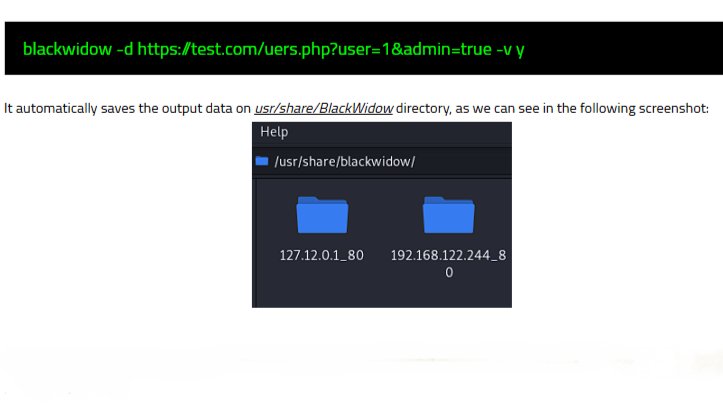 blackwidow -d https://test.com/uers.php?user=1&admin=true -v y
It automatically saves the output data on usr/share/BlackWidow directory, as we can see in the following screenshot:
Help
/usr/share/blackwidow/
127.12.0.1_80
192.168.122.244_8
0